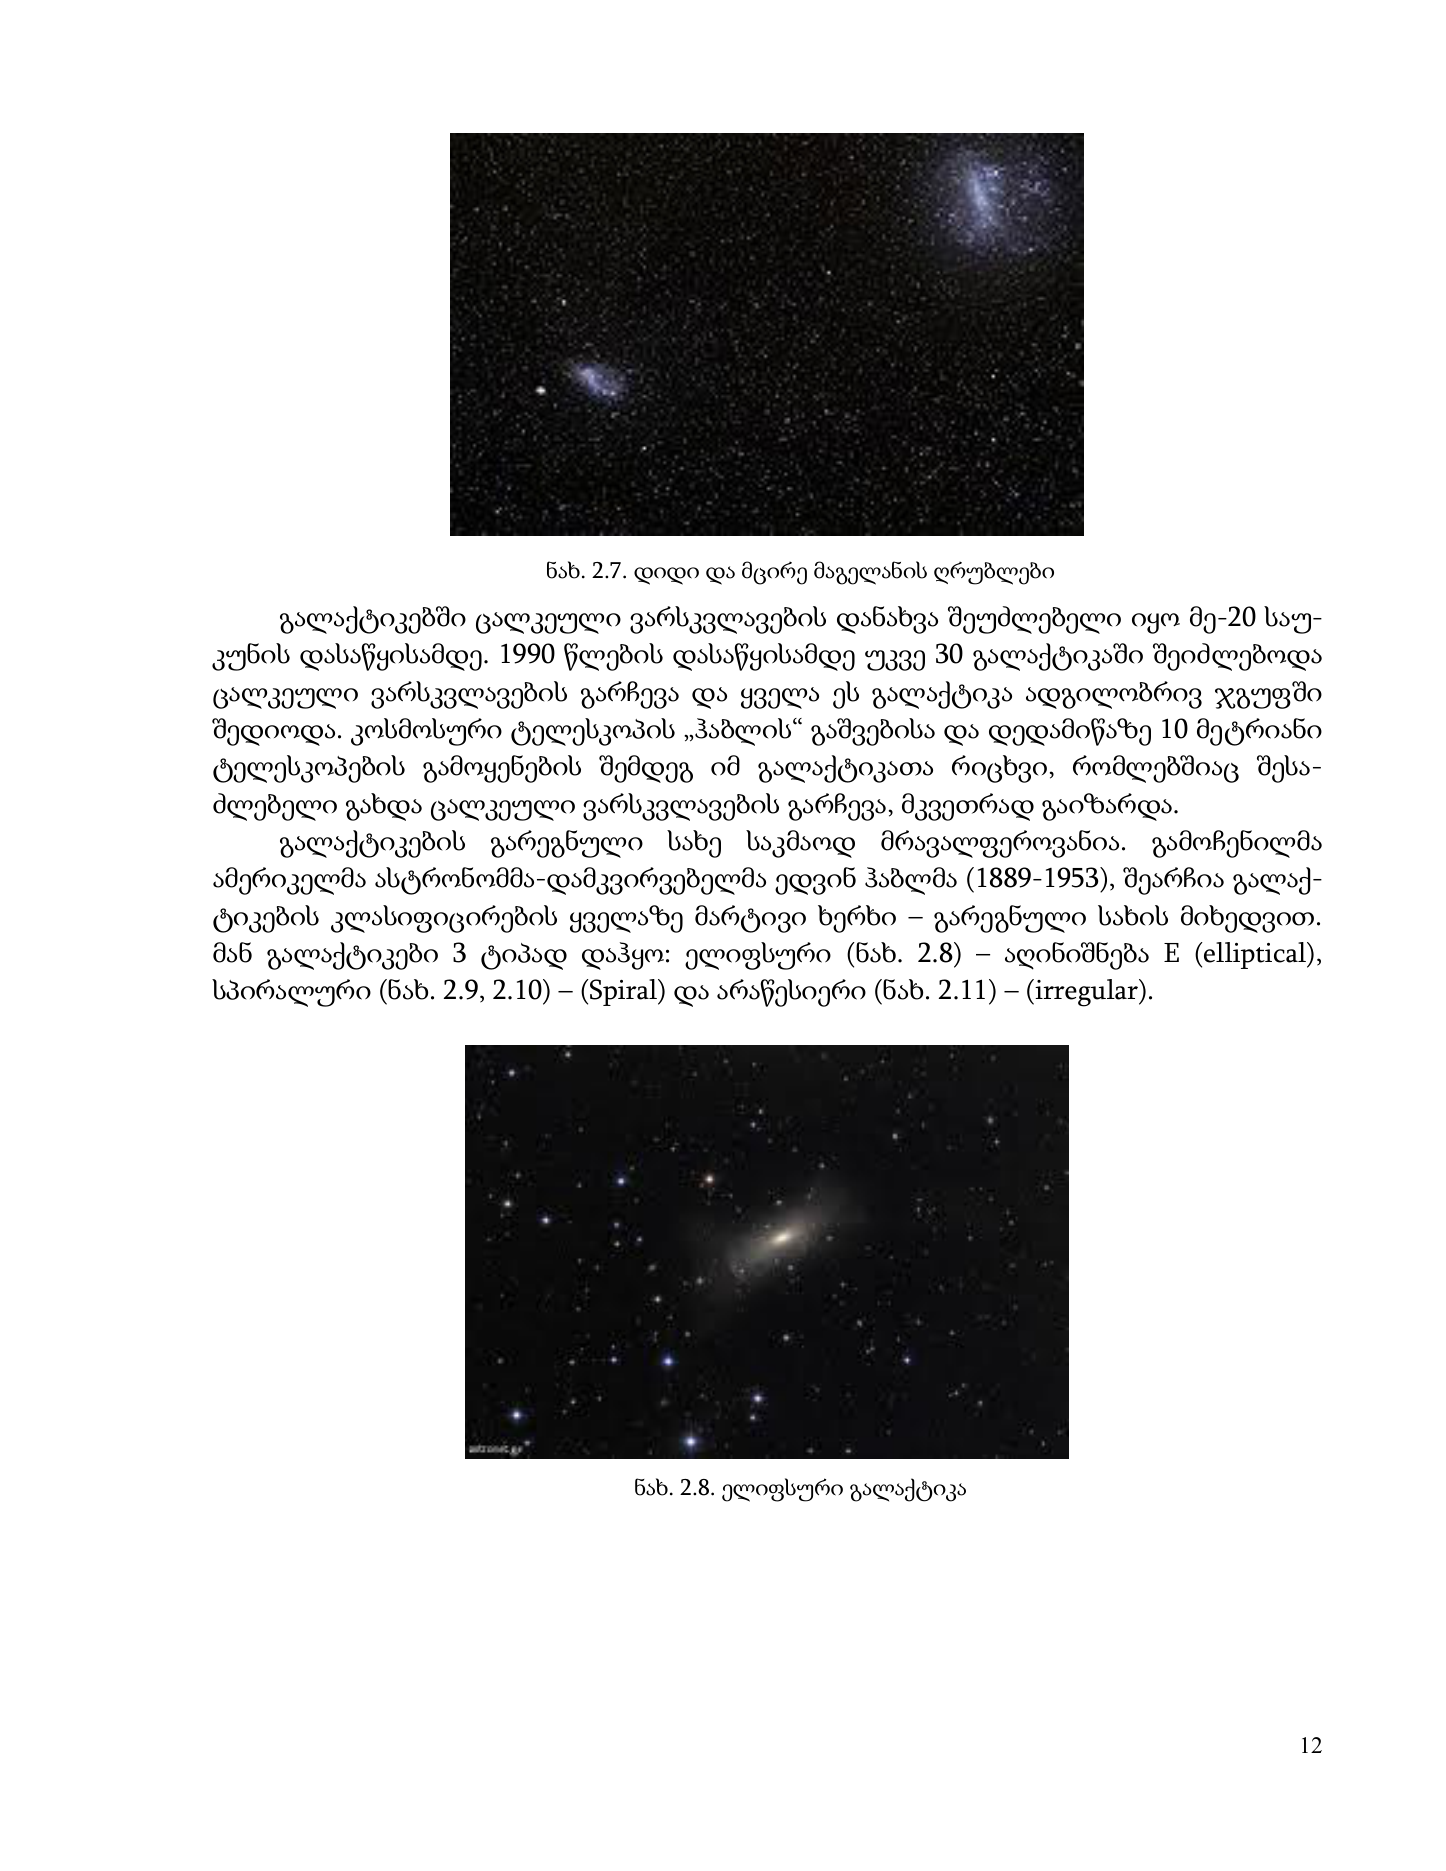 ნახ. 2.7. დიდი და მცირე მაგელანის ღრუბლები
გალაქტიკებში ცალკეული ვარსკვლავების დანახვა შეუძლებელი იყო მე-20 საუ-
კუნის დასაწყისამდე. 1990 წლების დასაწყისამდე უკვე 30 გალაქტიკაში შეიძლებოდა
ცალკეული ვარსკვლავების გარჩევა და ყველა ეს გალაქტიკა ადგილობრივ ჯგუფში
შედიოდა. კოსმოსური ტელესკოპის „ჰაბლის“ გაშვებისა და დედამიწაზე 10 მეტრიანი
ტელესკოპების გამოყენების შემდეგ იმ გალაქტიკათა რიცხვი, რომლებშიაც შესა-
ძლებელი გახდა ცალკეული ვარსკვლავების გარჩევა, მკვეთრად გაიზარდა.
გალაქტიკების გარეგნული სახე საკმაოდ მრავალფეროვანია. გამოჩენილმა
ამერიკელმა ასტრონომმა-დამკვირვებელმა ედვინ ჰაბლმა (1889-1953), შეარჩია გალაქ-
ტიკების კლასიფიცირების ყველაზე მარტივი ხერხი – გარეგნული სახის მიხედვით.
მან გალაქტიკები 3 ტიპად დაჰყო: ელიფსური (ნახ. 2.8) – აღინიშნება E (elliptical),
სპირალური (ნახ. 2.9, 2.10) – (Spiral) და არაწესიერი (ნახ. 2.11) – (irregular).
astronet.ge
ნახ. 2.8. ელიფსური გალაქტიკა
12